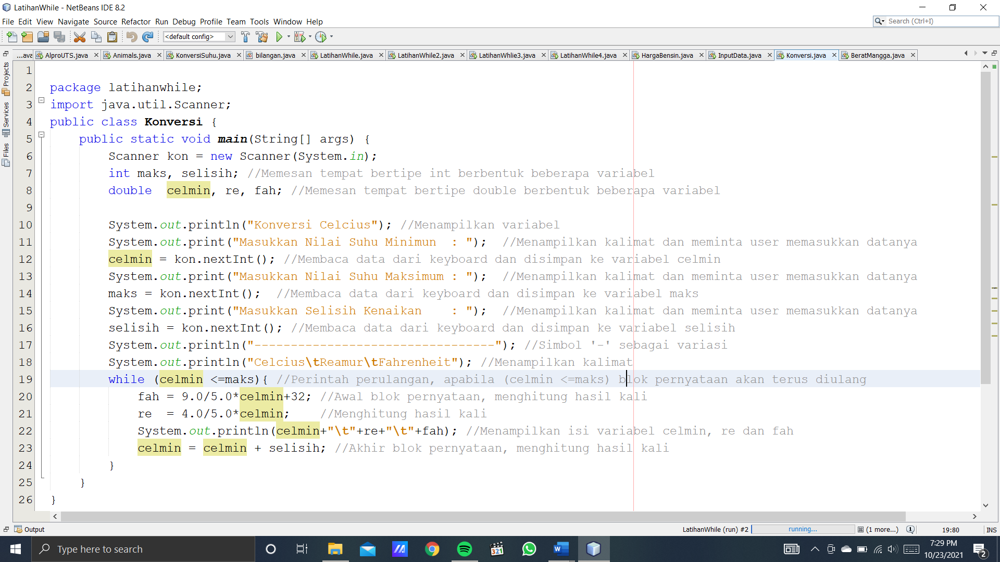 LatihanWhile - NetBeans IDE 8.2
File Edit View Navigate Source Refactor Run Debug Profile Team Tools Window Help
Search (Ctrl+I)
<default config>
...ava AlproUTS.java Animals.java KonversiSuhu.java bilangan.java LatihanWhile.java LatihanWhile2.java LatihanWhlie3.java LatihanWhile4.java HargaBensin.java InputData.java Konversi.java BeratMangga.java
Projects
Services
Files
1
2 package latihanwhile;
3 import java.util.Scanner;
4 public class Konversi {
5 public static void main(String[] args) {
6 Scanner kon = new Scanner(System.in);
7 int maks, selisih; //Memesan tempat bertipe int berbentuk beberapa variabel
8 double  celmin, re, fah; //Memesan tempat bertipe double berbentuk beberapa variabel
9
10 System.out.println("Konversi Celcius"); //Menampilkan variabel
11 System.out.print("Masukkan Nilai Suhu Minimun  : ");  //Menampilkan kalimat dan meminta user memasukkan datanya
12 celmin = kon.nextInt(); //Membaca data dari keyboard dan disimpan ke variabel celmin
13 System.out.print("Masukkan Nilai Suhu Maksimum : ");  //Menampilkan kalimat dan meminta user memasukkan datanya
14 maks = kon.nextInt();  //Membaca data dari keyboard dan disimpan ke variabel maks
15 System.out.print("Masukkan Selisih Kenaikan    : ");  //Menampilkan kalimat dan meminta user memasukkan datanya
16 selisih = kon.nextInt(); //Membaca data dari keyboard dan disimpan ke variabel selisih
17 System.out.println("---------------------------------"); //Simbol '-' sebagai variasi
18 System.out.println("Celcius\tReamur\tFahrenheit"); //Menampilkan kalimat
19 while (celmin <=maks){ //Perintah perulangan, apabila (celmin <=maks) blok pernyataan akan terus diulang
20 fah = 9.0/5.0*celmin+32; //Awal blok pernyataan, menghitung hasil kali
21 re  = 4.0/5.0*celmin;    //Menghitung hasil kali
22 System.out.println(celmin+"\t"+re+"\t"+fah); //Menampilkan isi variabel celmin, re dan fah
23 celmin = celmin + selisih; //Akhir blok pernyataan, menghitung hasil kali
24 }
25 }
26 }
Output
LatihanWhile (run) #2 running... (1 more...) 19:80 INS
Type here to search
321
7:29 PM
10/23/2021
2